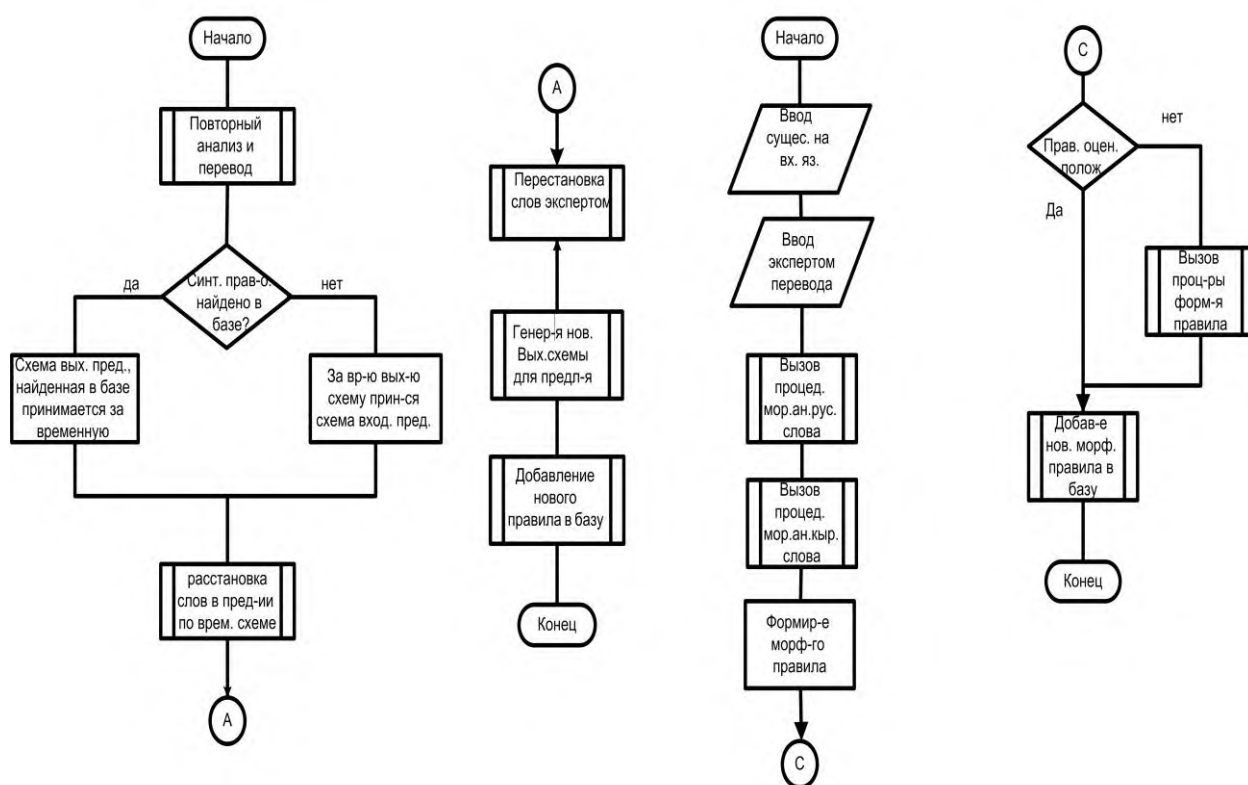 Начало
Повторный
анализ и
перевод
Синт. прав-о.
найдено в
базе?
да
нет
Схема вых. пред.,
найденная в базе
принимается за
временную
За вр-ю вых-ю
схему прин-ся
схема вход. пред.
расстановка
слов в пред-ии
по врем. схеме
А
А
Перестановка
слов экспертом
Генер-я нов.
Вых.схемы
для предл-я
Добавление
нового
правила в базу
Конец
Начало
Ввод
сущес. на
вх. яз.
Ввод
экспертом
перевода
Вызов
процед.
мор.ан.рус.
слова
Вызов
процед.
мор.ан.кыр.
слова
Формир-е
морф-го
правила
С
С
Прав. оцен.
полож.
нет
Да
Вызов
проц-ры
форм-я
правила
Добав-е
нов. морф.
правила в
базу
Конец